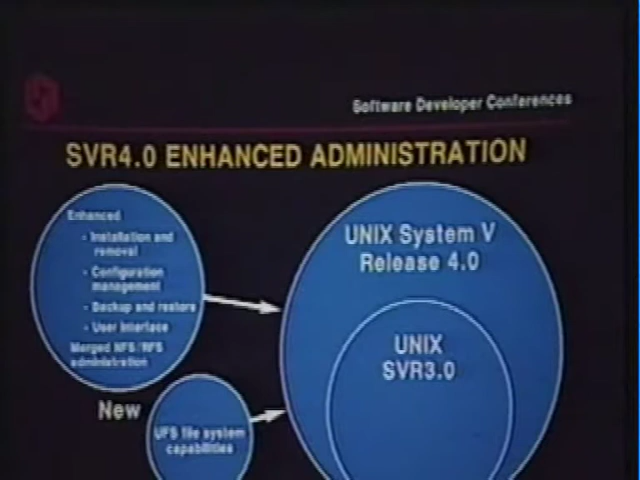 Software Developer Conferences
SVR4.0 ENHANCED ADMINISTRATION
Enhanced
- Installation and
removal
- Configuration
management
- Backup and restore
- User Interface
Merged NFS/RFS
administration
New
UFS file system
capabilities
UNIX System V
Release 4.0
UNIX
SVR3.0